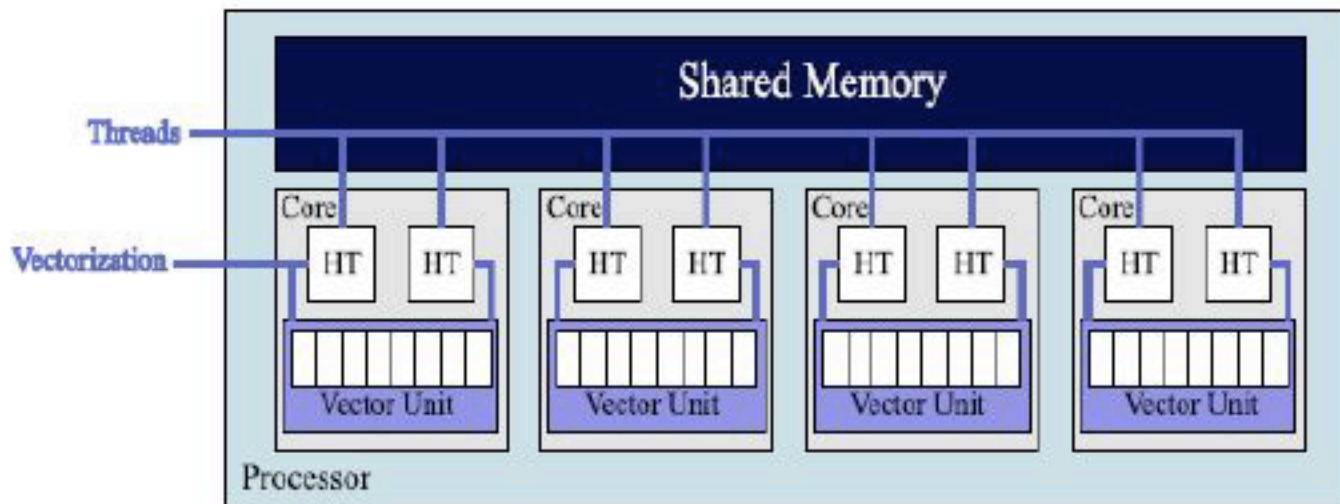 Shared Memory
Threads
Core
Core
Core
Core
Vectorization
HT
HT
HT
HT
HT
HT
HT
HT
Vector Unit
Vector Unit
Vector Unit
Vector Unit
Processor